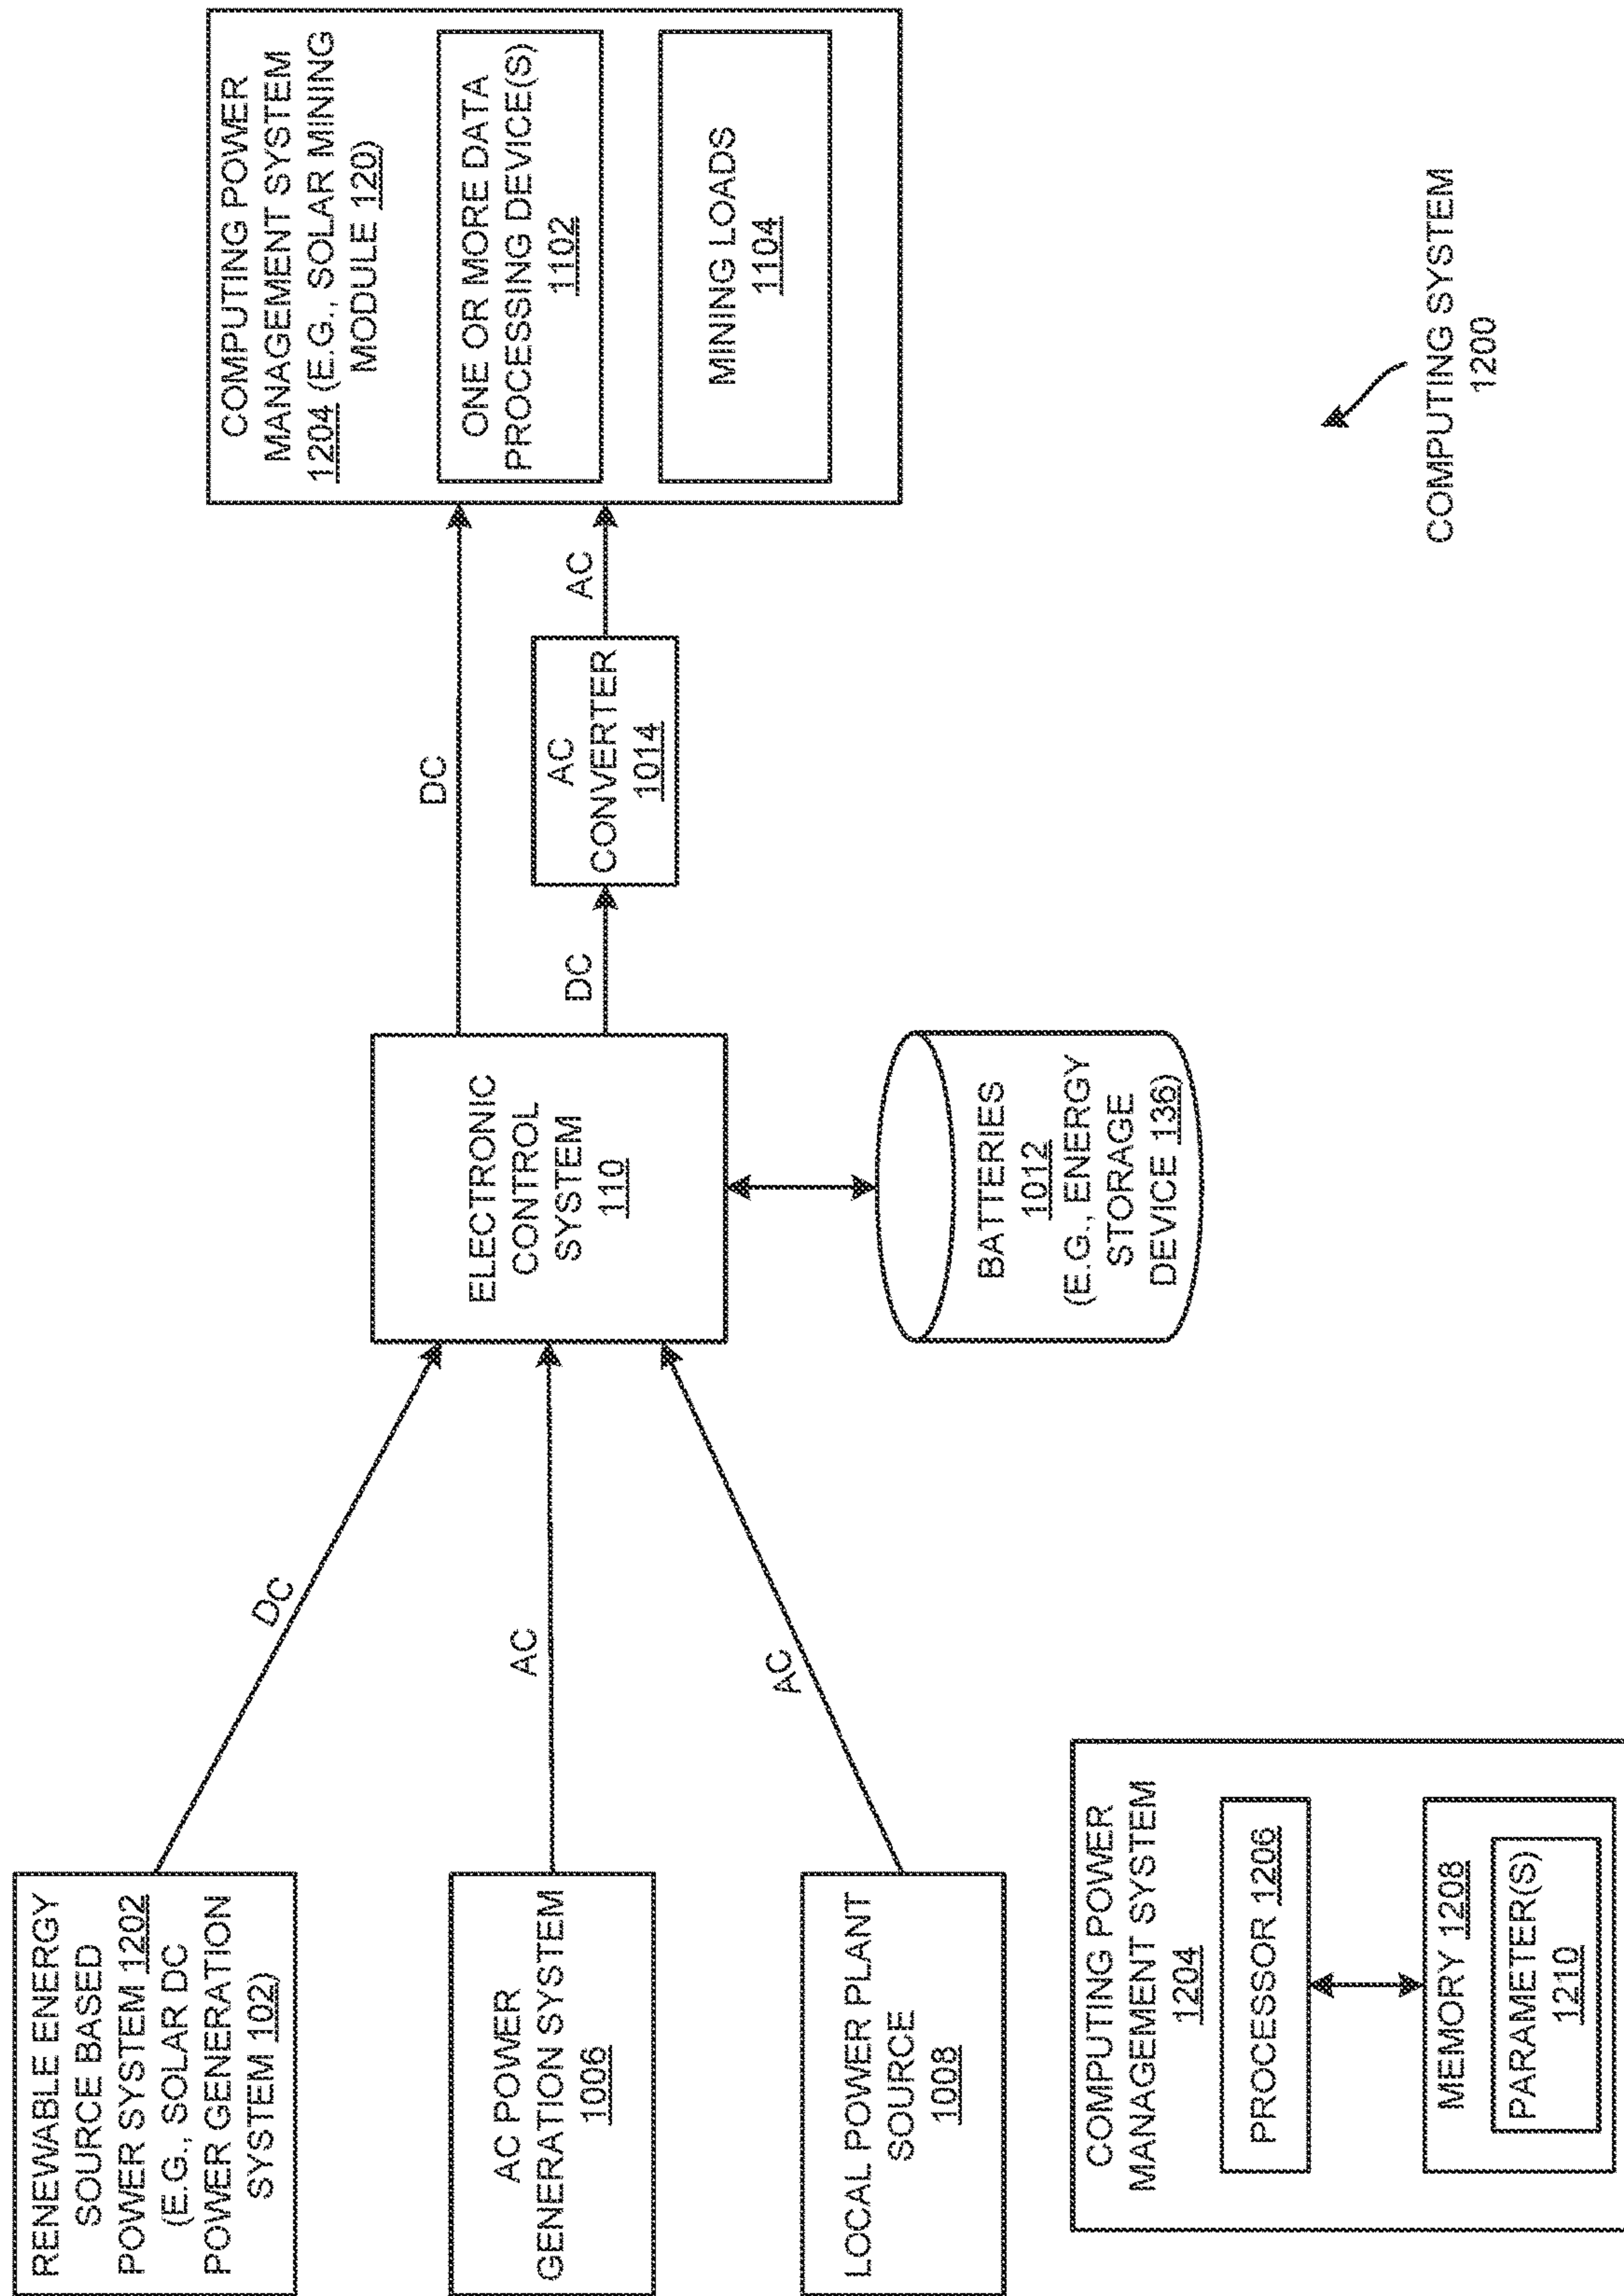 RENEWABLE ENERGY
SOURCE BASED
POWER SYSTEM 1202
(E.G., SOLAR DC
POWER GENERATION
SYSTEM 102)
AC POWER
GENERATION SYSTEM
1006
LOCAL POWER PLANT
SOURCE
1008
DC
AC
AC
ELECTRONIC
CONTROL
SYSTEM
110
BATTERIES
1012
(E.G., ENERGY
STORAGE
DEVICE 136)
DC
DC
AC
CONVERTER
1014
AC
COMPUTING POWER
MANAGEMENT SYSTEM
1204 (E.G., SOLAR MINING
MODULE 120)
ONE OR MORE DATA
PROCESSING DEVICE(S)
1102
MINING LOADS
1104
COMPUTING POWER
MANAGEMENT SYSTEM
1204
PROCESSOR 1206
MEMORY 1208
PARAMETER(S)
1210
COMPUTING SYSTEM
1200